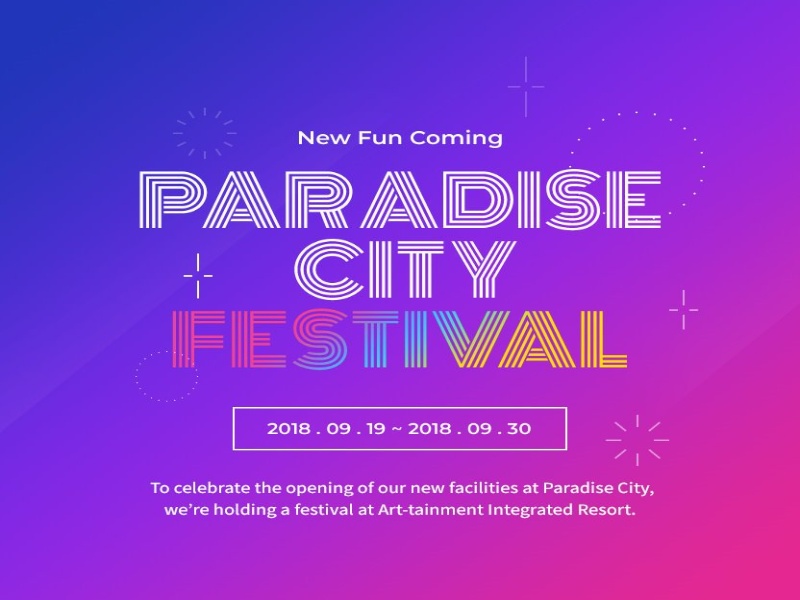 New Fun Coming
PARADISE
CITY
FESTIVAL
2018 . 09 . 19 ~ 2018 . 09 . 30
To celebrate the opening of our new facilities at Paradise City,
we’re holding a festival at Art-tainment Integrated Resort.